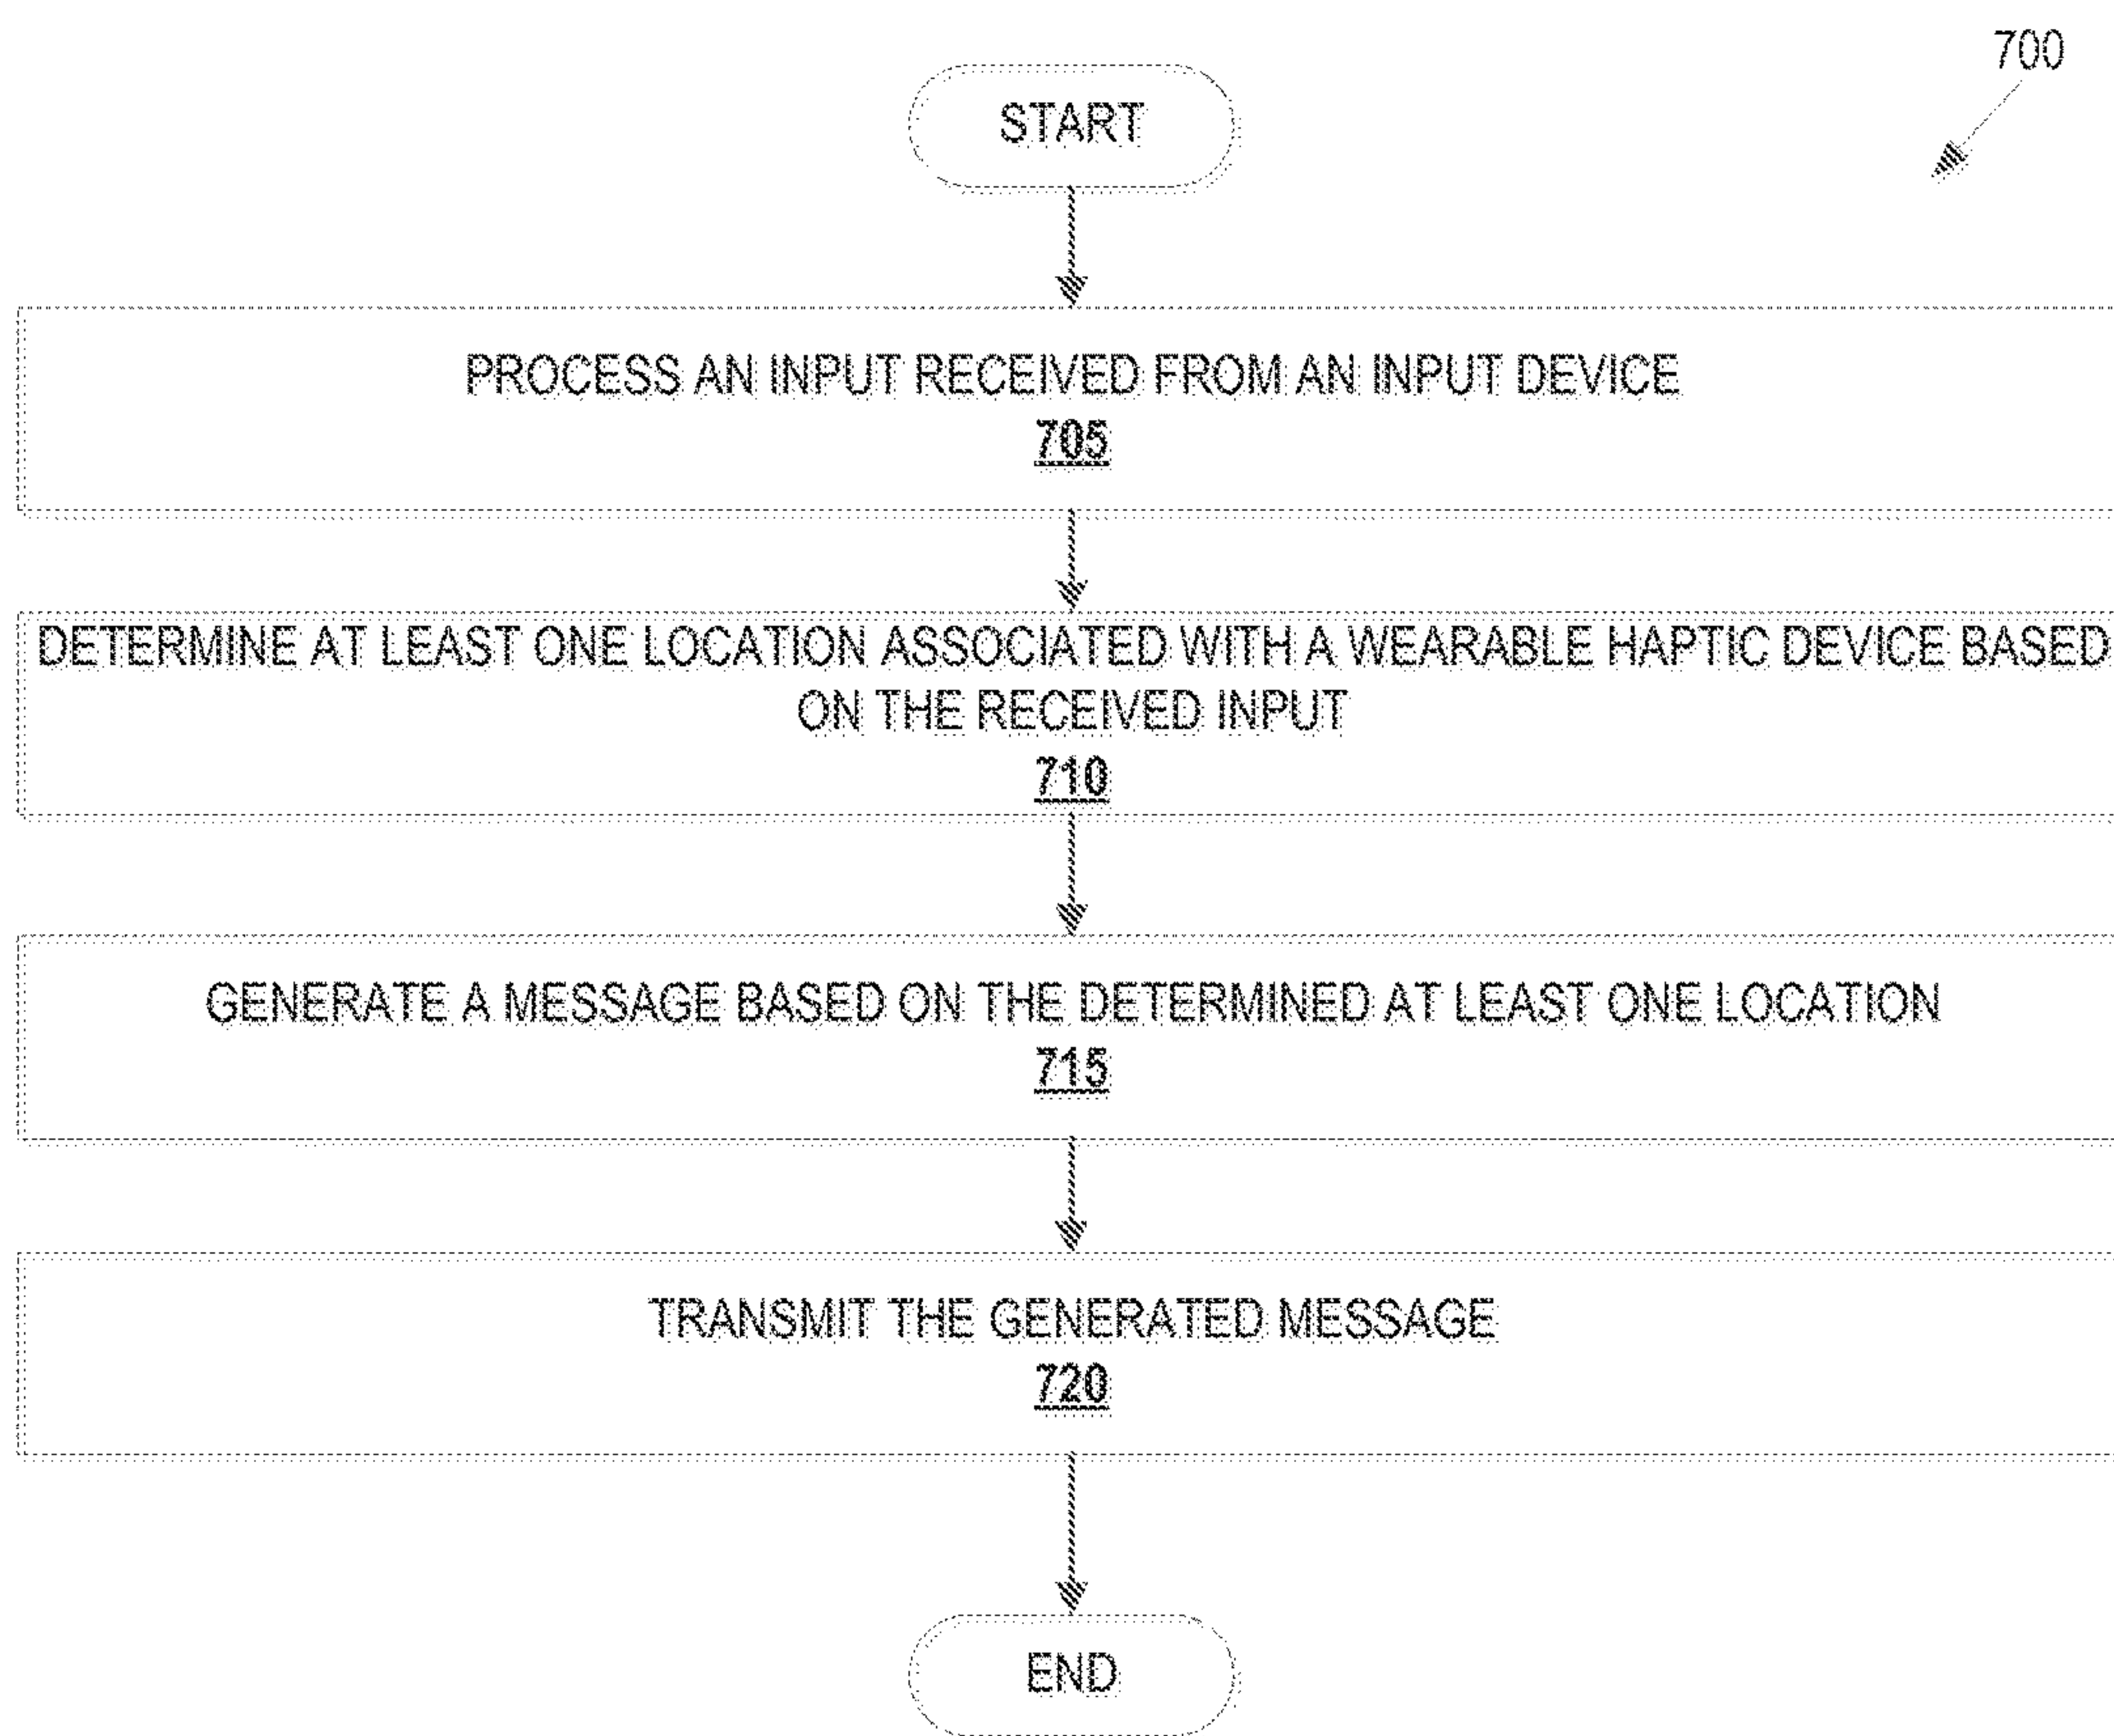 700
START
PROCESS AN INPUT RECEIVED FROM AN INPUT DEVICE
705
DETERMINE AT LEAST ONE LOCATION ASSOCIATED WITH A WEARABLE HAPTIC DEVICE BASED
ON THE RECEIVED INPUT
710
GENERATE A MESSAGE BASED ON THE DETERMINED AT LEAST ONE LOCATION
715
TRANSMIT THE GENERATED MESSAGE
720
END